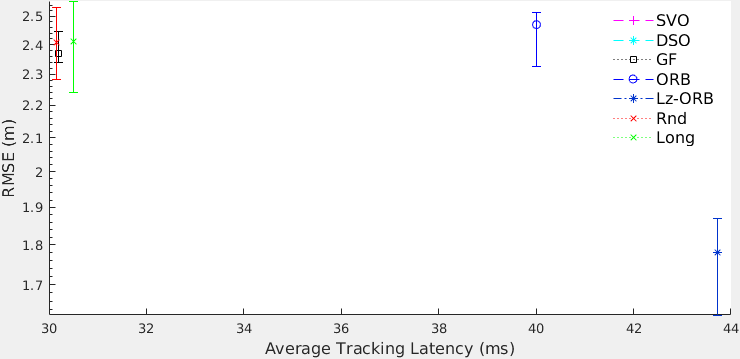 2.5
2.4
2.3
2.2
2.1
2
1.9
1.8
1.7
RMSE (m)
30 32 34 36 38 40 42 44
Average Tracking Latency (ms)
SVO
DSO
GF
ORB
Lz-ORB
Rnd
Long